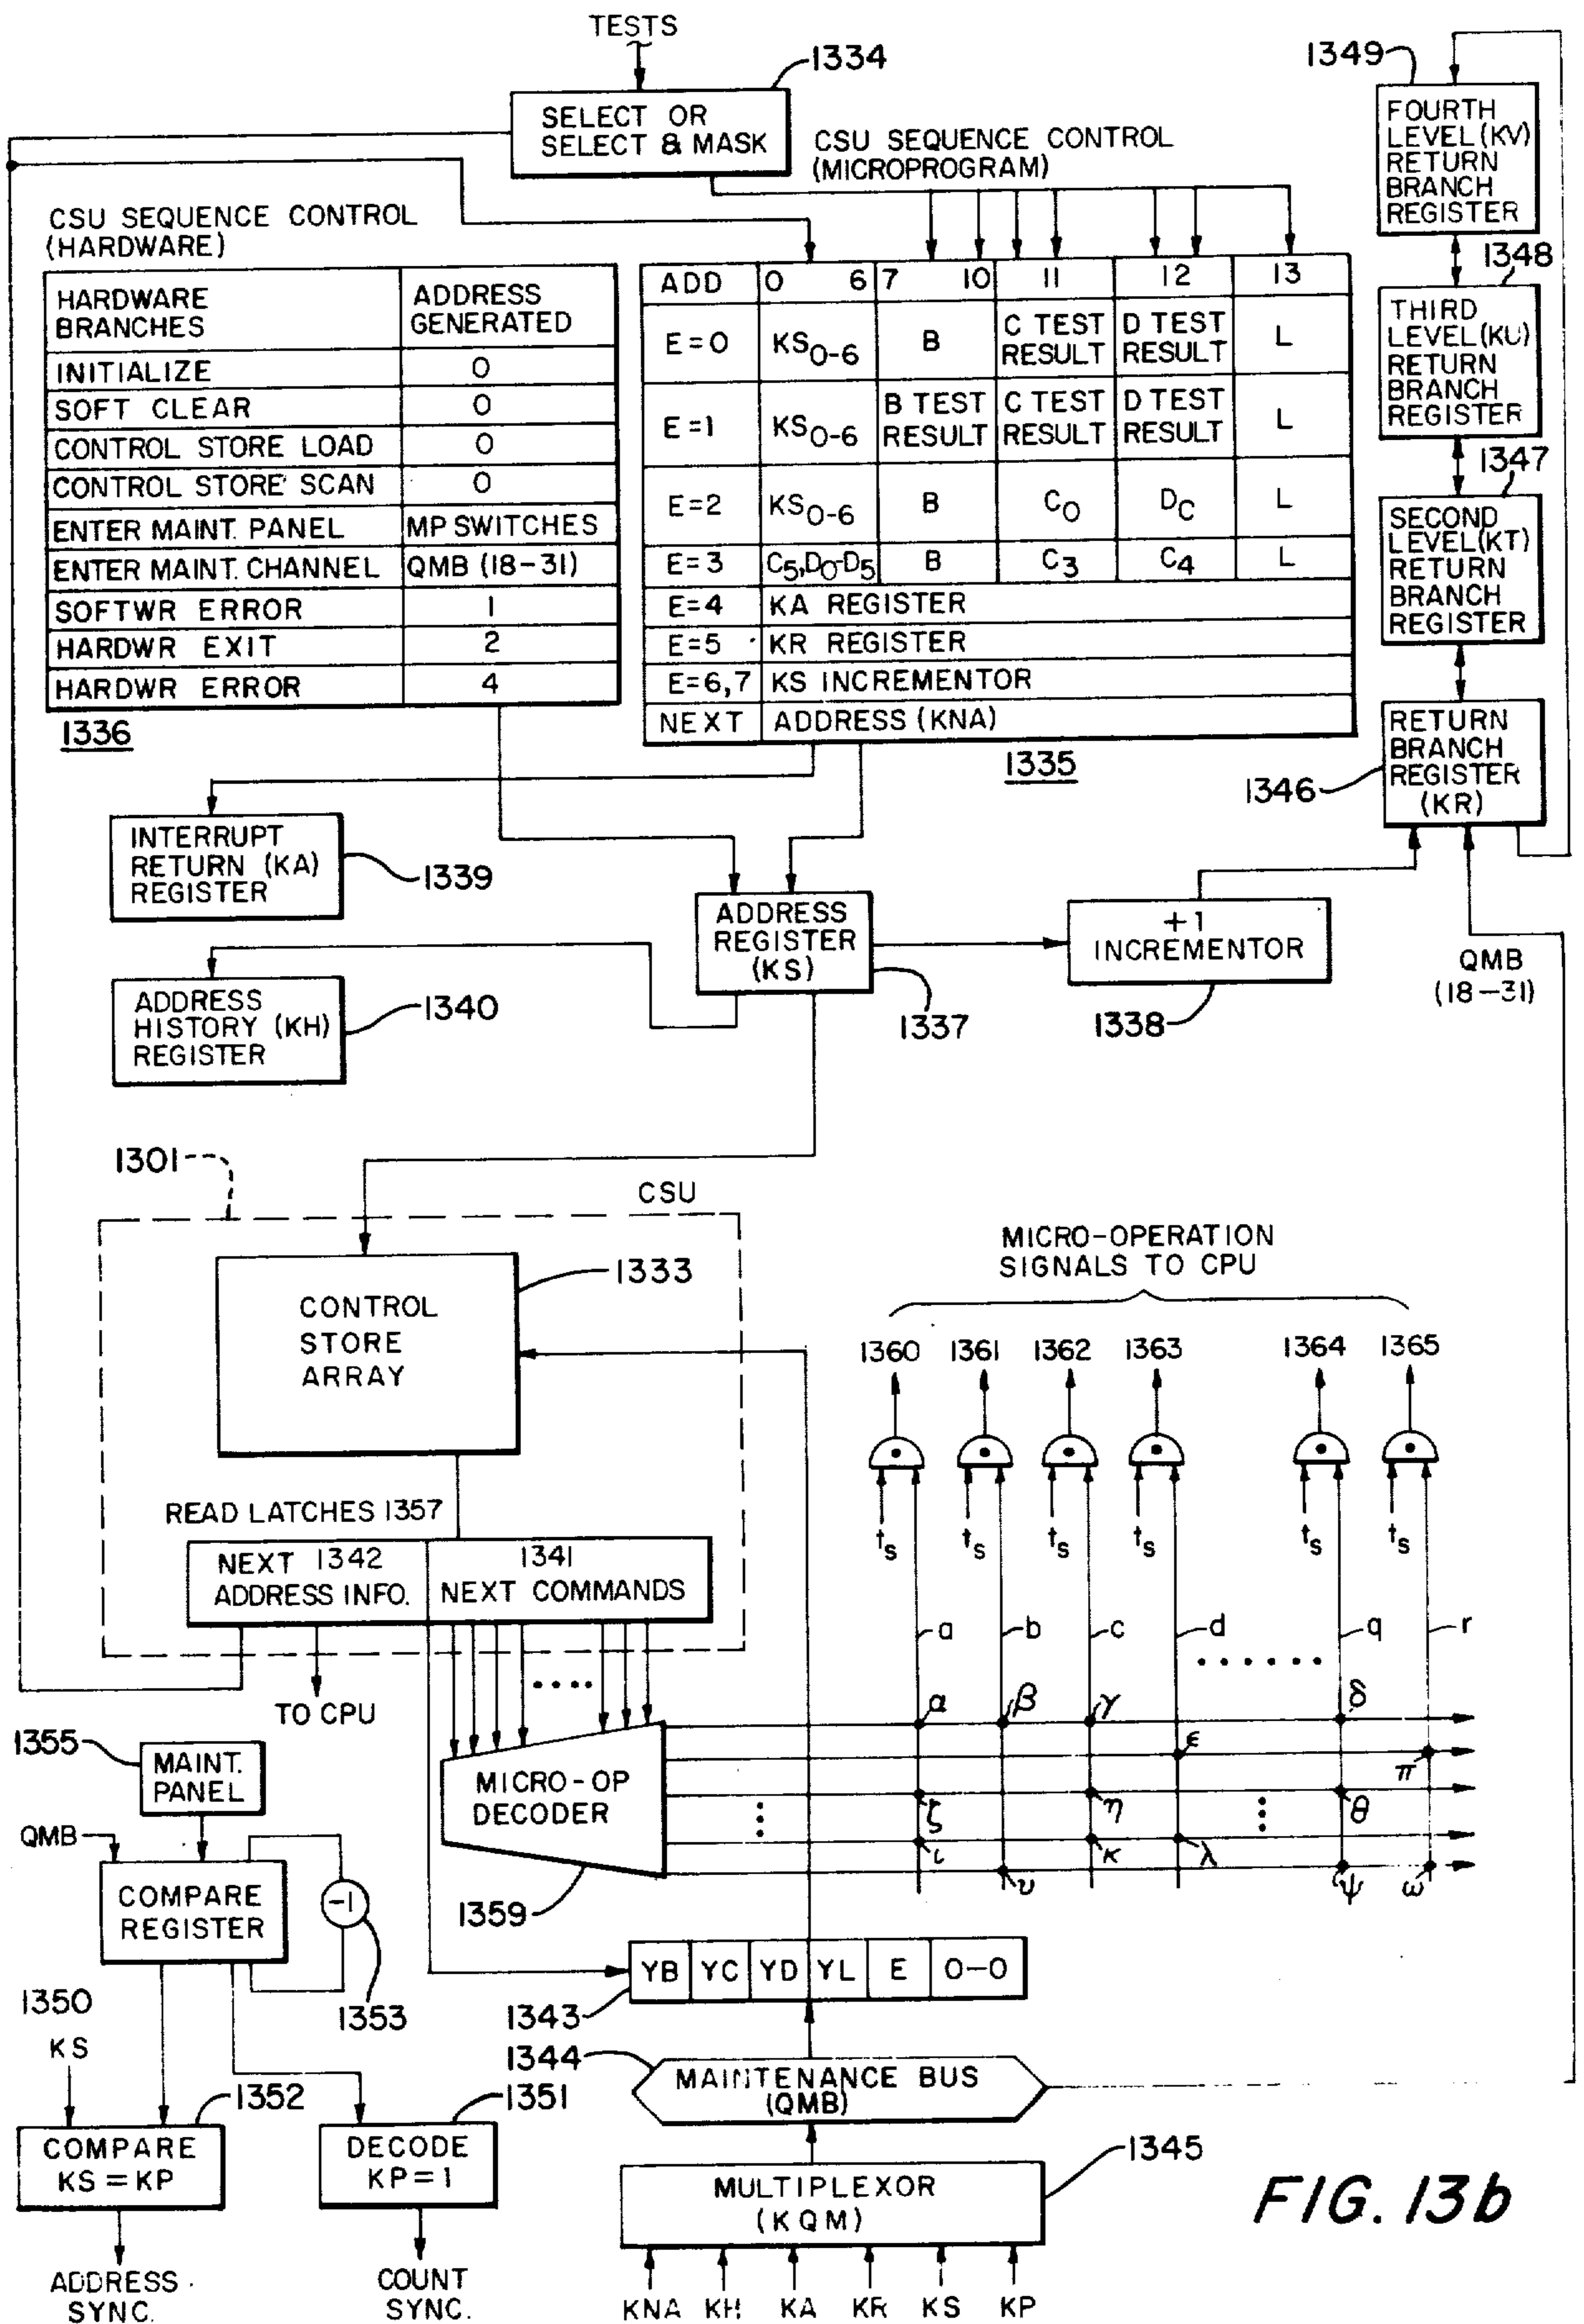 TESTS
1334
SELECT OR
SELECT & MASK
CSU SEQUENCE CONTROL
(MICROPROGRAM)
1349
FOURTH
LEVEL(KV)
RETURN
BRANCH
REGISTER
1348
THIRD
LEVEL(KU)
RETURN
BRANCH
REGISTER
1347
SECOND
LEVEL(KT)
RETURN
BRANCH
REGISTER
RETURN
BRANCH
REGISTER
(KR)
1346
CSU SEQUENCE CONTROL
(HARDWARE)
HARDWARE BRANCHES ADDRESS GENERATED
INITIALIZE 0
SOFT CLEAR 0
CONTROL STORE LOAD 0
CONTROL STORE SCAN 0
ENTER MAINT. PANEL MP SWITCHES
ENTER MAINT. CHANNEL QMB (18-31)
SOFTWR ERROR 1
HARDWR EXIT 2
HARDWR ERROR 4
1336
ADD 0 6 7 10 11 12 13
E=0 KS0-6 B C TEST RESULT D TEST RESULT L
E=1 KS0-6 B TEST RESULT C TEST RESULT D TEST RESULT L
E=2 KS0-6 B C0 DC L
E=3 C5,D0-D5 B C3 C4 L
E=4 KA REGISTER
E=5 KR REGISTER
E=6,7 KS INCREMENTOR
NEXT ADDRESS (KNA)
1335
INTERRUPT
RETURN (KA)
REGISTER
1339
ADDRESS
HISTORY (KH)
REGISTER
1340
ADDRESS
REGISTER
(KS)
1337
+1
INCREMENTOR
1338
QMB
(18-31)
1301
CSU
CONTROL
STORE
ARRAY
1333
READ LATCHES 1357
NEXT 1342
ADDRESS INFO.
1341
NEXT COMMANDS
TO CPU
MICRO-OPERATION
SIGNALS TO CPU
1360 1361 1362 1363 1364 1365
ts ts ts ts ts ts
a b c d q r
α β γ δ
ε π
ζ η θ
ι κ λ
υ ψ ω
MICRO-OP
DECODER
1359
1355
MAINT.
PANEL
QMB
COMPARE
REGISTER
-1
1353
1350
KS
1352
COMPARE
KS = KP
ADDRESS
SYNC.
1351
DECODE
KP = 1
COUNT
SYNC.
YB YC YD YL E 0-0
1343
1344
MAINTENANCE BUS
(QMB)
1345
MULTIPLEXOR
(KQM)
KNA KH KA KR KS KP
FIG. 13b